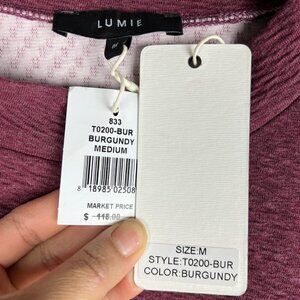 LUMIE
M
833
T0200-BUR
BURGUNDY
MEDIUM
8 18985 02508
MARKET PRICE
$ 118.00
SIZE:M
STYLE:T0200-BUR
COLOR:BURGUNDY